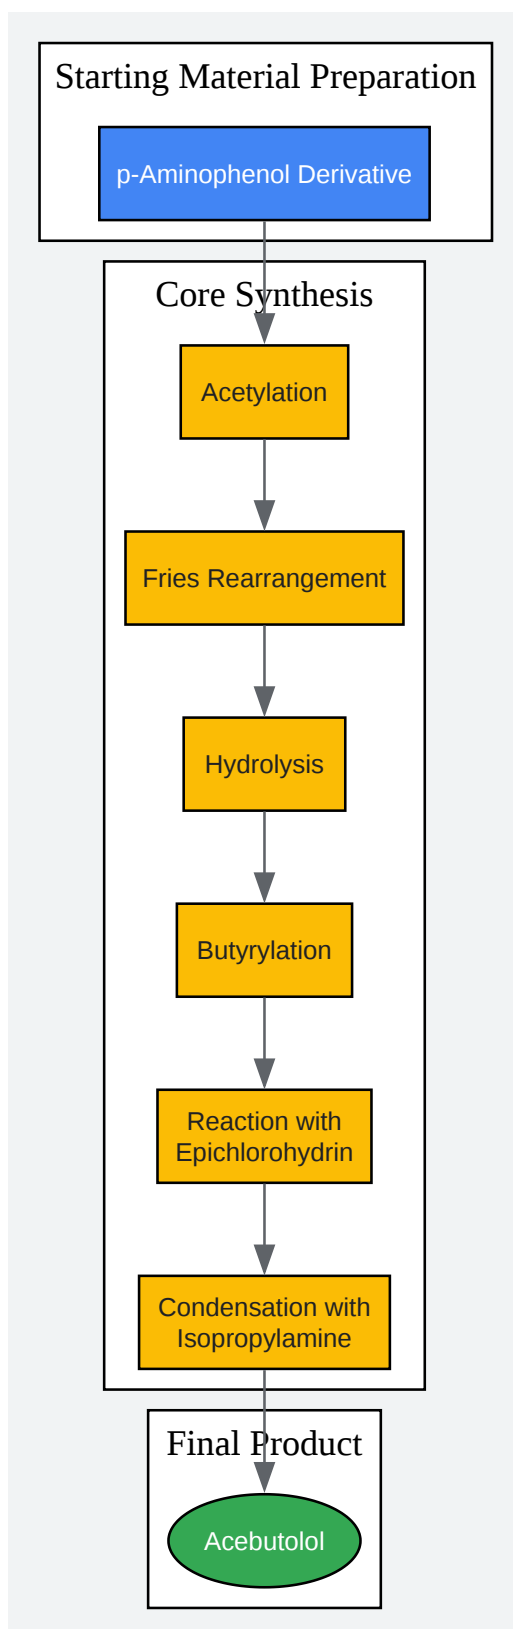 Starting Material Preparation
p-Aminophenol Derivative
Core Synthesis
Acetylation
Fries Rearrangement
Hydrolysis
Butyrylation
Reaction with
Epichlorohydrin
Condensation with
Isopropylamine
Final Product
Acebutolol